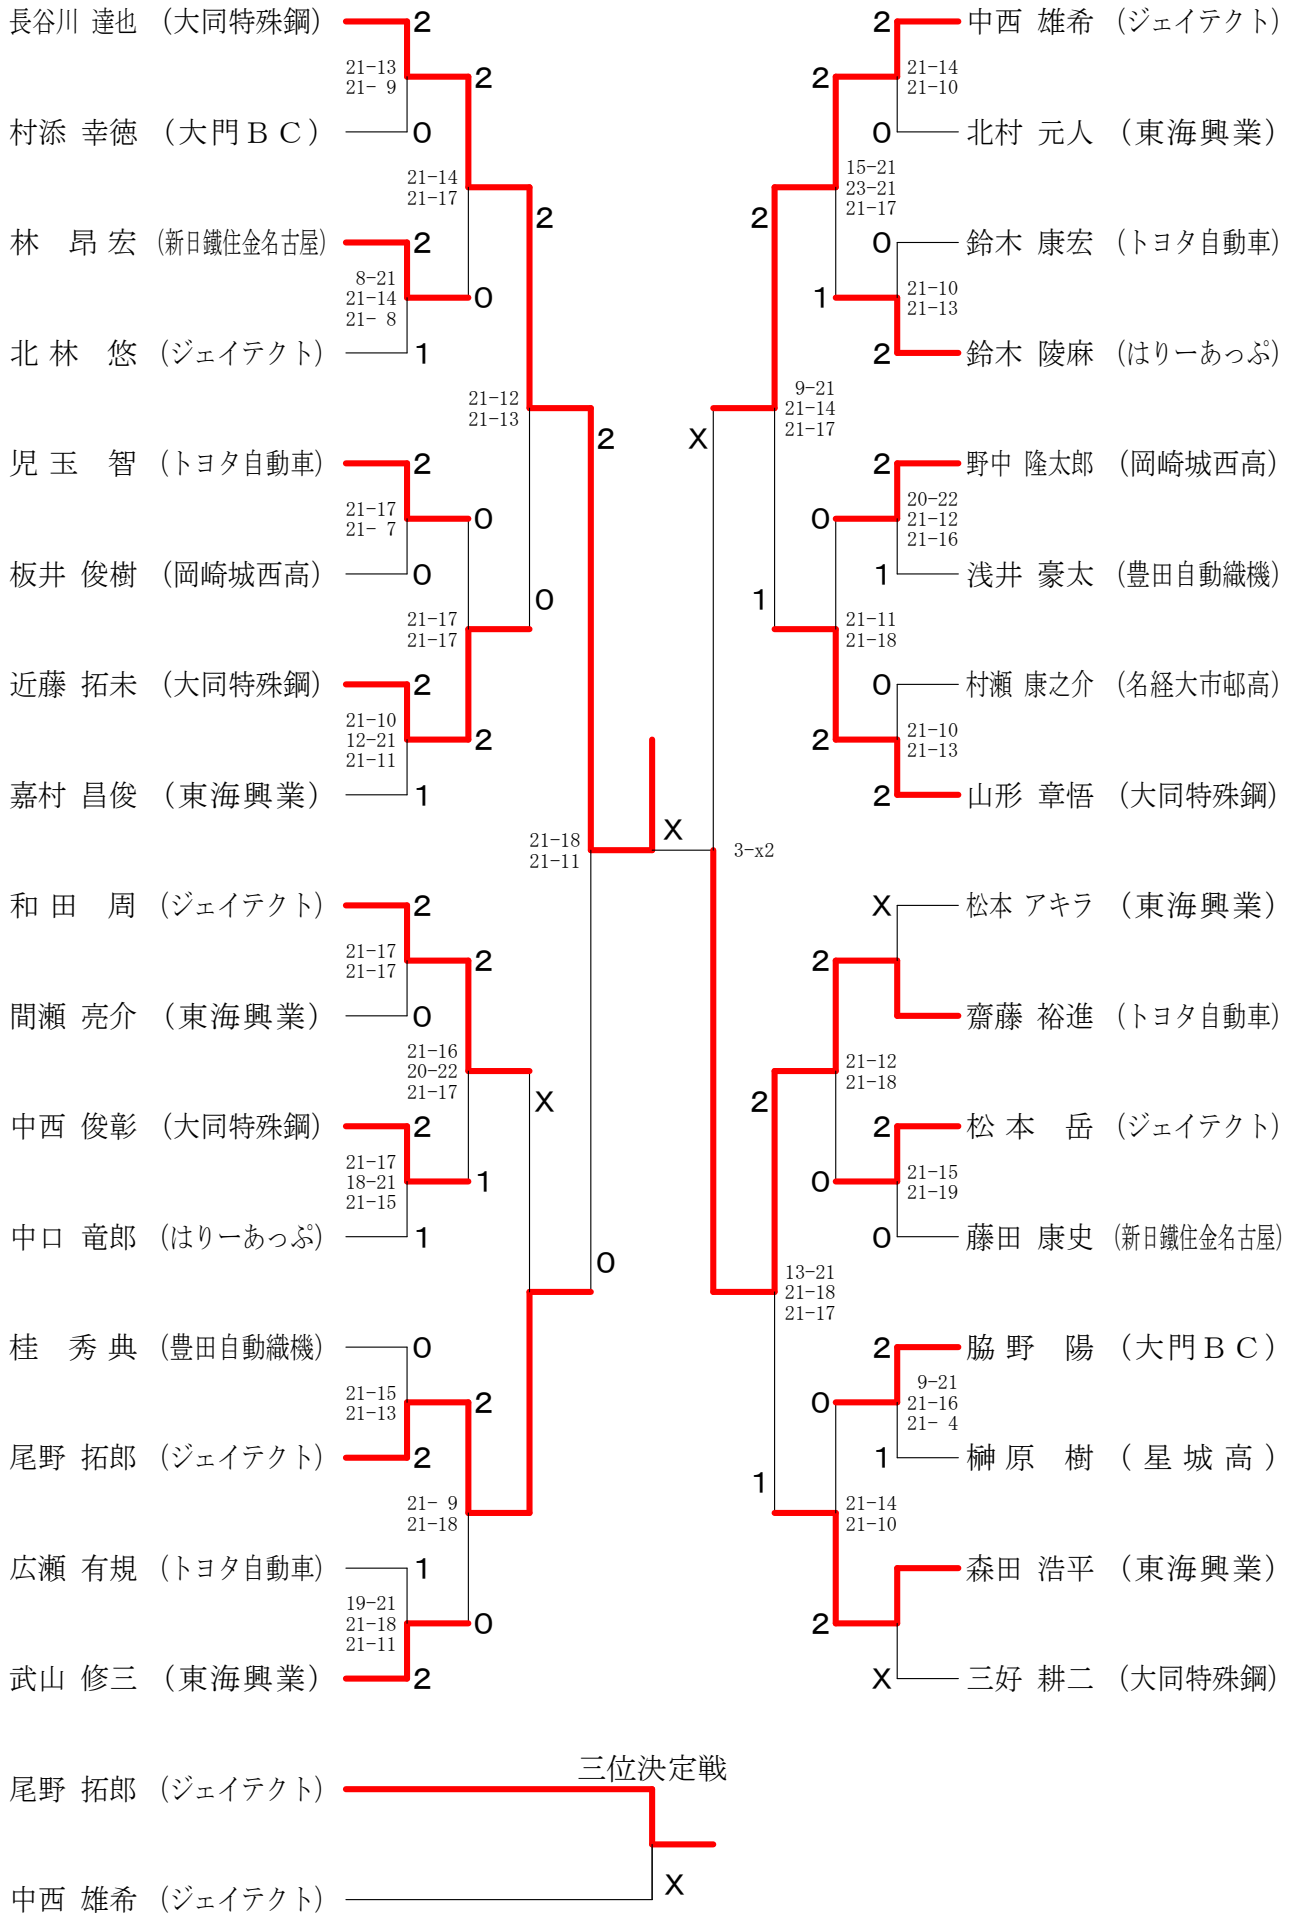 長谷川 達也 (大同特殊鋼) 2
21-13
21- 9
2
村添 幸徳 (大門ＢＣ) 0
21-14
21-17
2
林 昂宏 (新日鐵住金名古屋) 2
8-21
21-14
21- 8
0
北林 悠 (ジェイテクト) 1
21-12
21-13
2
児玉 智 (トヨタ自動車) 2
21-17
21- 7
0
板井 俊樹 (岡崎城西高) 0
21-17
21-17
0
近藤 拓未 (大同特殊鋼) 2
21-10
12-21
21-11
2
嘉村 昌俊 (東海興業) 1
21-18
21-11
X
和田 周 (ジェイテクト) 2
21-17
21-17
2
間瀬 亮介 (東海興業) 0
21-16
20-22
21-17
X
中西 俊彰 (大同特殊鋼) 2
21-17
18-21
21-15
1
中口 竜郎 (はりーあっぷ) 1
0
桂 秀典 (豊田自動織機) 0
21-15
21-13
2
尾野 拓郎 (ジェイテクト) 2
21- 9
21-18
広瀬 有規 (トヨタ自動車) 1
19-21
21-18
21-11
0
武山 修三 (東海興業) 2
2 中西 雄希 (ジェイテクト)
2
21-14
21-10
0 北村 元人 (東海興業)
2
15-21
23-21
21-17
0 鈴木 康宏 (トヨタ自動車)
1
21-10
21-13
2 鈴木 陵麻 (はりーあっぷ)
X
9-21
21-14
21-17
2 野中 隆太郎 (岡崎城西高)
0
20-22
21-12
21-16
1 浅井 豪太 (豊田自動織機)
1
21-11
21-18
0 村瀬 康之介 (名経大市邨高)
2
21-10
21-13
2 山形 章悟 (大同特殊鋼)
3-x2
X 松本 アキラ (東海興業)
2
齋藤 裕進 (トヨタ自動車)
2
21-12
21-18
2 松本 岳 (ジェイテクト)
0
21-15
21-19
0 藤田 康史 (新日鐵住金名古屋)
13-21
21-18
21-17
2 脇野 陽 (大門ＢＣ)
0
9-21
21-16
21- 4
1 榊原 樹 (星城高)
1
21-14
21-10
森田 浩平 (東海興業)
2
X 三好 耕二 (大同特殊鋼)
三位決定戦
尾野 拓郎 (ジェイテクト)
X
中西 雄希 (ジェイテクト)